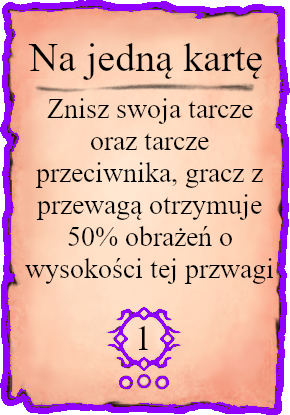 Na jedną kartę
Znisz swoja tarcze
oraz tarcze
przeciwnika, gracz z
przewagą otrzymuje
50% obrażeń o
wysokości tej przwagi
1